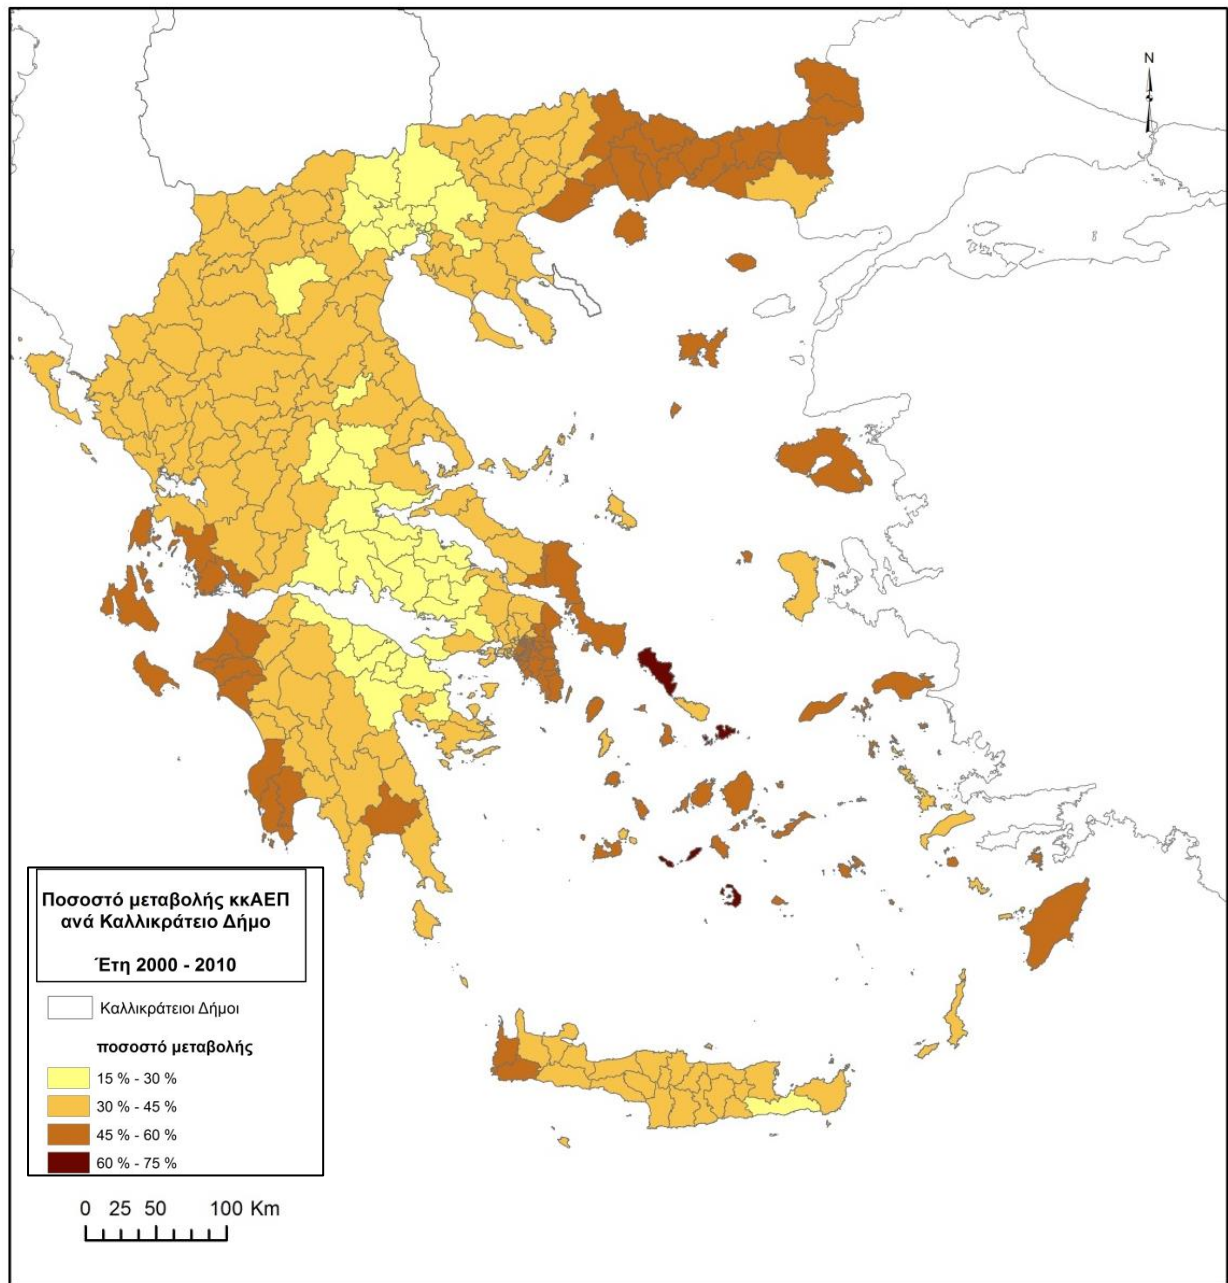 N
Ποσοστό μεταβολής κκΑΕΠ
ανά Καλλικράτειο Δήμο
Έτη 2000 - 2010
Καλλικράτειοι Δήμοι
ποσοστό μεταβολής
15 % - 30 %
30 % - 45 %
45 % - 60 %
60 % - 75 %
0 25 50 100 Km